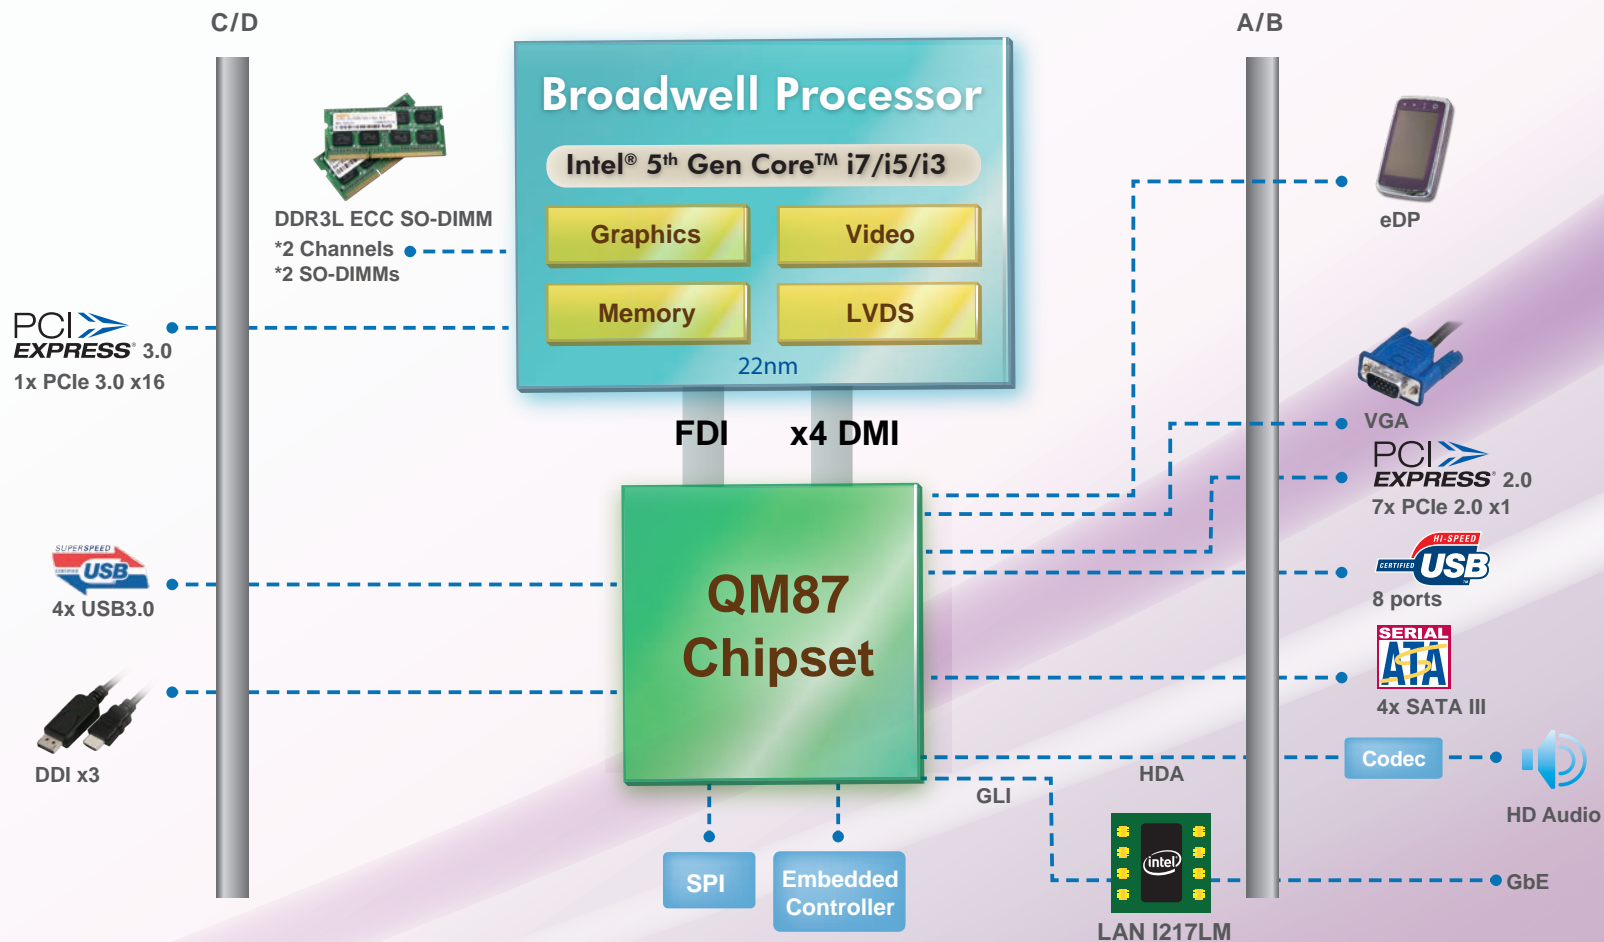 C/D
A/B
Broadwell Processor
Intel® 5th Gen Core™ i7/i5/i3
Graphics
Video
Memory
LVDS
22nm
DDR3L ECC SO-DIMM
*2 Channels
*2 SO-DIMMs
PCI
EXPRESS® 3.0
1x PCIe 3.0 x16
FDI
x4 DMI
eDP
VGA
PCI
EXPRESS® 2.0
7x PCIe 2.0 x1
SUPERSPEED
CERTIFIED USB
4x USB3.0
QM87
Chipset
HI-SPEED
CERTIFIED USB
8 ports
SERIAL
ATA
4x SATA III
DDI x3
HDA
Codec
HD Audio
GLI
SPI
Embedded
Controller
intel
GbE
LAN I217LM